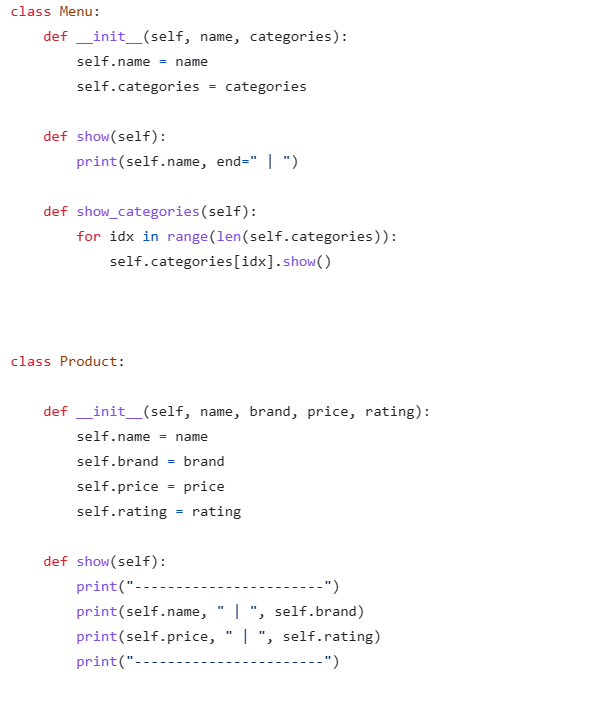 class Menu:
    def __init__(self, name, categories):
        self.name = name
        self.categories = categories
    def show(self):
        print(self.name, end=" | ")
    def show_categories(self):
        for idx in range(len(self.categories)):
            self.categories[idx].show()
class Product:
    def __init__(self, name, brand, price, rating):
        self.name = name
        self.brand = brand
        self.price = price
        self.rating = rating
    def show(self):
        print("-----------------------")
        print(self.name, " | ", self.brand)
        print(self.price, " | ", self.rating)
        print("-----------------------")